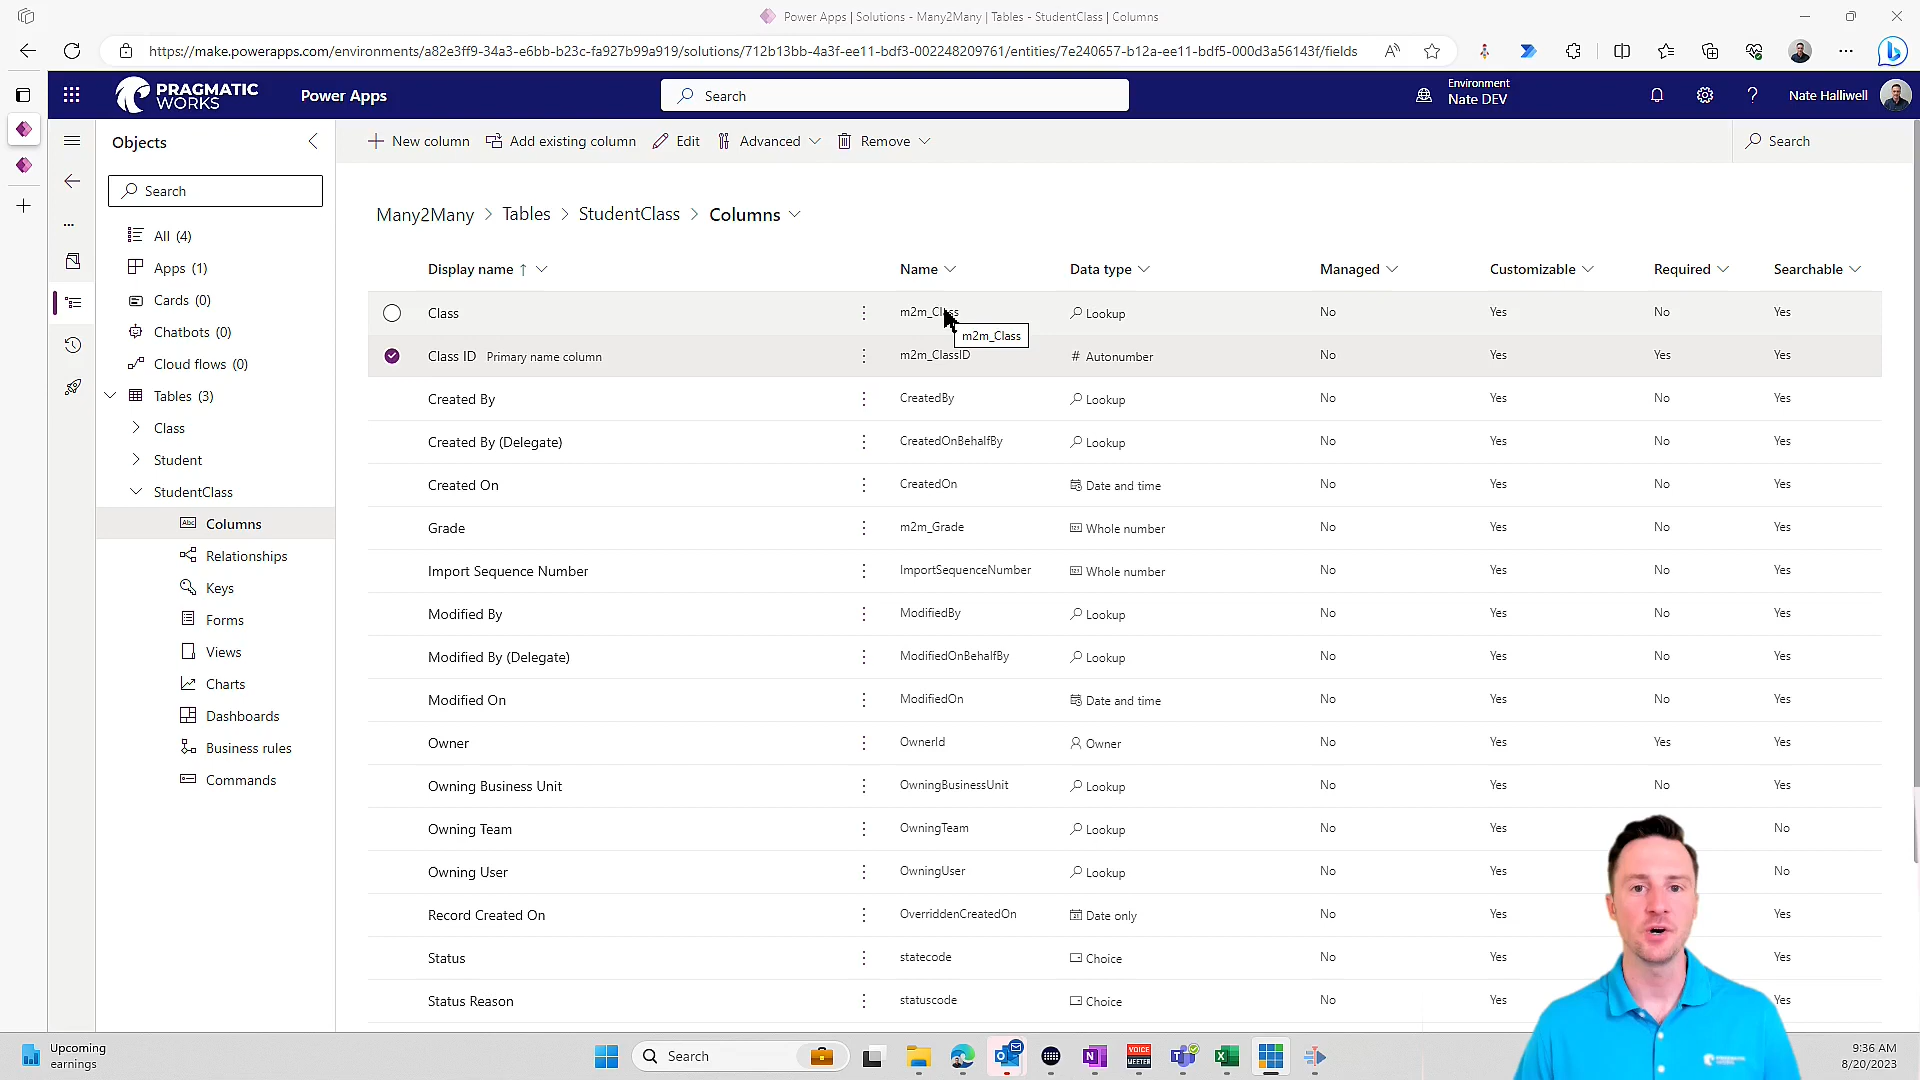 Power Apps | Solutions - Many2Many | Tables - StudentClass | Columns
https://make.powerapps.com/environments/a82e3ff9-34a3-e6bb-b23c-fa927b99a919/solutions/712b13bb-4a3f-ee11-bdf3-002248209761/entities/7e240657-b12a-ee11-bdf5-000d3a56143f/fields
PRAGMATIC
WORKS
Power Apps
Search
Environment
Nate DEV
Nate Halliwell
Objects
New column
Add existing column
Edit
Advanced
Remove
Search
Search
All (4)
Apps (1)
Cards (0)
Chatbots (0)
Cloud flows (0)
Tables (3)
Class
Student
StudentClass
Columns
Relationships
Keys
Forms
Views
Charts
Dashboards
Business rules
Commands
Many2Many > Tables > StudentClass > Columns
Display name ↑ Name Data type Managed Customizable Required Searchable
Class m2m_Class Lookup No Yes No Yes
m2m_Class
Class ID Primary name column m2m_ClassID # Autonumber No Yes Yes Yes
Created By CreatedBy Lookup No Yes No Yes
Created By (Delegate) CreatedOnBehalfBy Lookup No Yes No Yes
Created On CreatedOn Date and time No Yes No Yes
Grade m2m_Grade Whole number No Yes No Yes
Import Sequence Number ImportSequenceNumber Whole number No Yes No Yes
Modified By ModifiedBy Lookup No Yes No Yes
Modified By (Delegate) ModifiedOnBehalfBy Lookup No Yes No Yes
Modified On ModifiedOn Date and time No Yes No Yes
Owner OwnerId Owner No Yes Yes Yes
Owning Business Unit OwningBusinessUnit Lookup No Yes No Yes
Owning Team OwningTeam Lookup No Yes No
Owning User OwningUser Lookup No Yes No
Record Created On OverriddenCreatedOn Date only No Yes Yes
Status statecode Choice No Yes Yes
Status Reason statuscode Choice No Yes Yes
Upcoming
earnings
Search
VOICE
MEETER
PRAGMATIC
WORKS
9:36 AM
8/20/2023